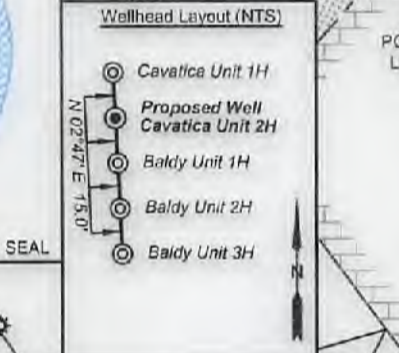 Wellhead Layout (NTS)
Cavatica Unit 1H
Proposed Well
Cavatica Unit 2H
Baldy Unit 1H
Baldy Unit 2H
Baldy Unit 3H
N 02°47' E 15.0'
N
SEAL
PO
L